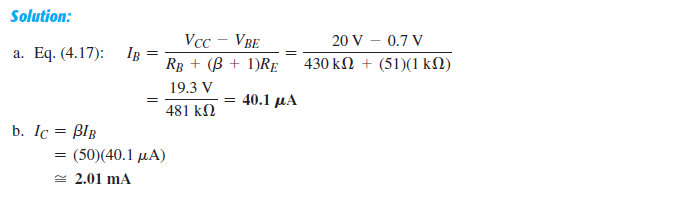 Solution:
a. Eq. (4.17): I_B = (V_CC − V_BE) / (R_B + (β + 1)R_E) = (20 V − 0.7 V) / (430 kΩ + (51)(1 kΩ))
= 19.3 V / 481 kΩ = 40.1 μA
b. I_C = βI_B
= (50)(40.1 μA)
≅ 2.01 mA